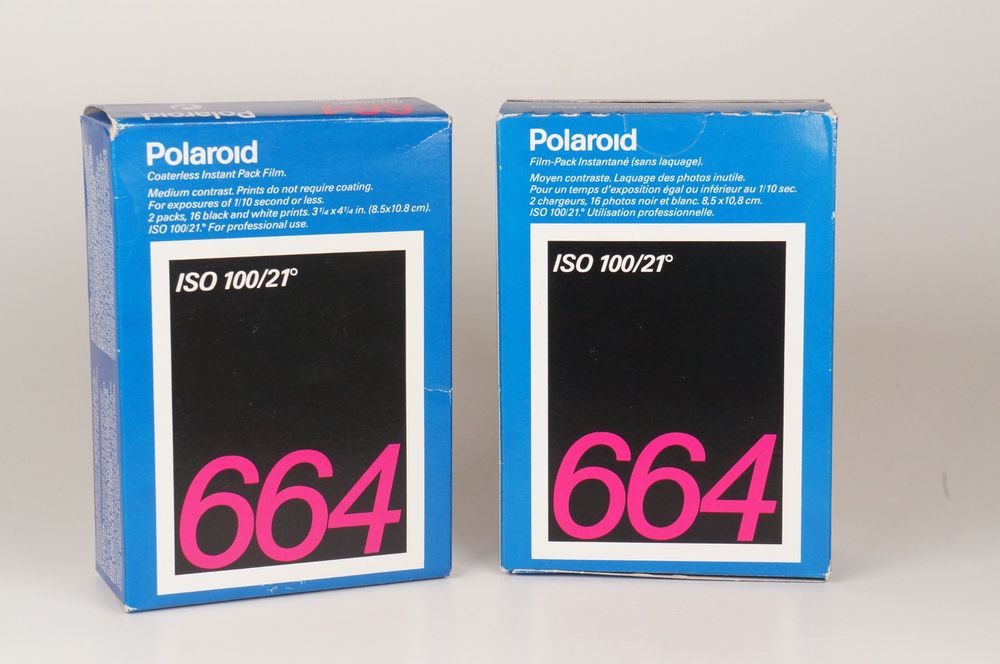 664
Polaroid
Polaroid
Coaterless Instant Pack Film.
Medium contrast. Prints do not require coating.
For exposures of 1/10 second or less.
2 packs, 16 black and white prints. 3¼ x 4¼ in. (8.5x10.8 cm).
ISO 100/21.° For professional use.
ISO 100/21°
664
Polaroid
Film-Pack Instantané (sans laquage).
Moyen contraste. Laquage des photos inutile.
Pour un temps d'exposition égal ou inférieur au 1/10 sec.
2 chargeurs, 16 photos noir et blanc. 8,5 x 10,8 cm.
ISO 100/21.° Utilisation professionnelle.
ISO 100/21°
664